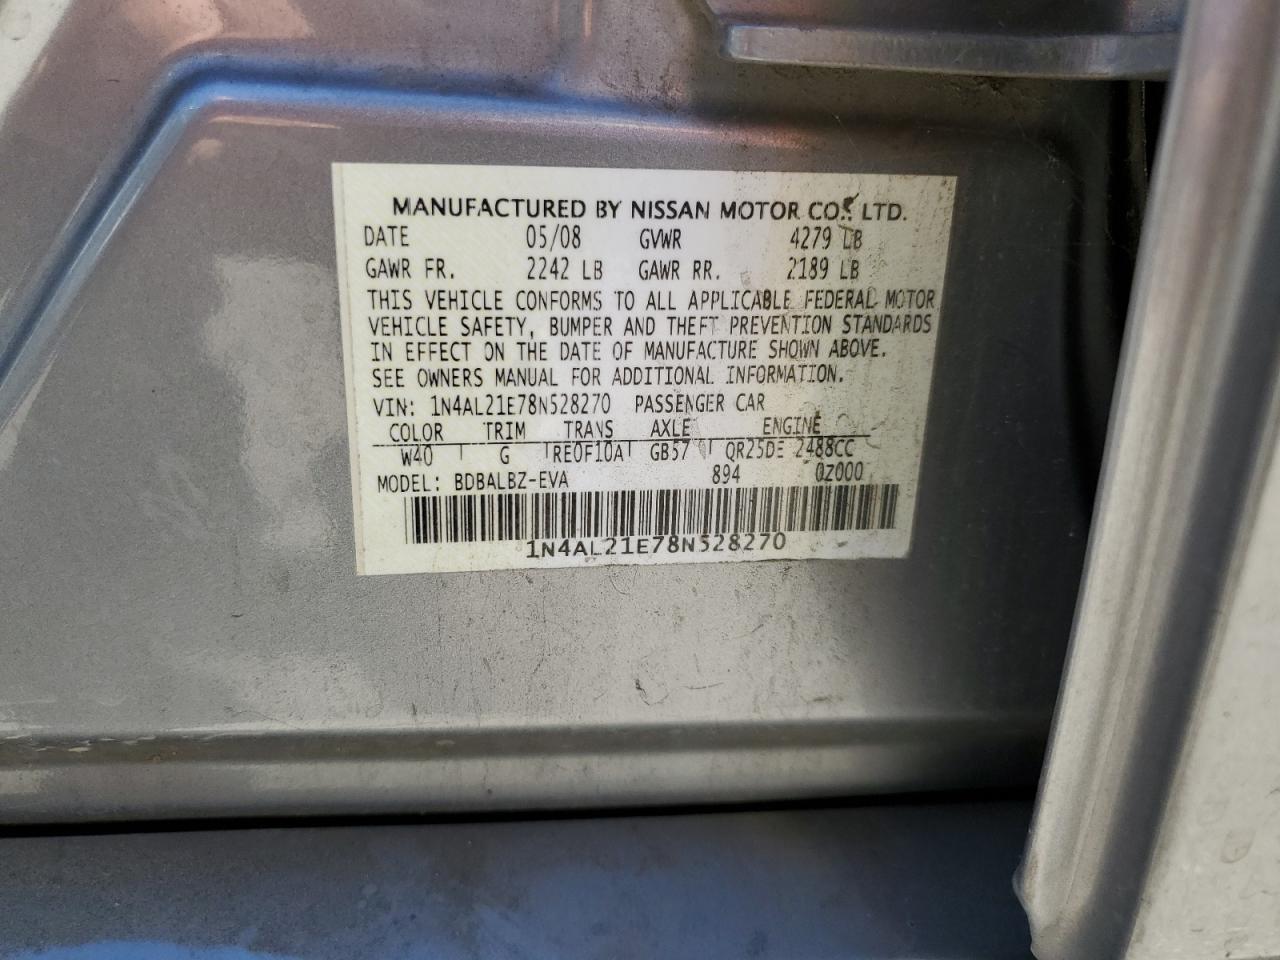 MANUFACTURED BY NISSAN MOTOR CO., LTD.
DATE 05/08 GVWR 4279 LB
GAWR FR. 2242 LB GAWR RR. 2189 LB
THIS VEHICLE CONFORMS TO ALL APPLICABLE FEDERAL MOTOR
VEHICLE SAFETY, BUMPER AND THEFT PREVENTION STANDARDS
IN EFFECT ON THE DATE OF MANUFACTURE SHOWN ABOVE.
SEE OWNERS MANUAL FOR ADDITIONAL INFORMATION.
VIN: 1N4AL21E78N528270 PASSENGER CAR
COLOR TRIM TRANS AXLE ENGINE
W40 G RE0F10A GB57 QR25DE 2488CC
MODEL: BDBALBZ-EVA 894 0Z000
1N4AL21E78N528270